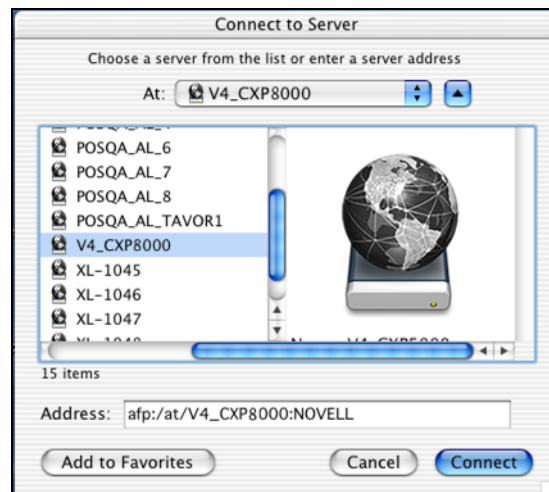 Connect to Server
Choose a server from the list or enter a server address
At: V4_CXP8000
POSQA_AL_6
POSQA_AL_7
POSQA_AL_8
POSQA_AL_TAVOR1
V4_CXP8000
XL-1045
XL-1046
XL-1047
15 items
Address: afp:/at/V4_CXP8000:NOVELL
Add to Favorites Cancel Connect